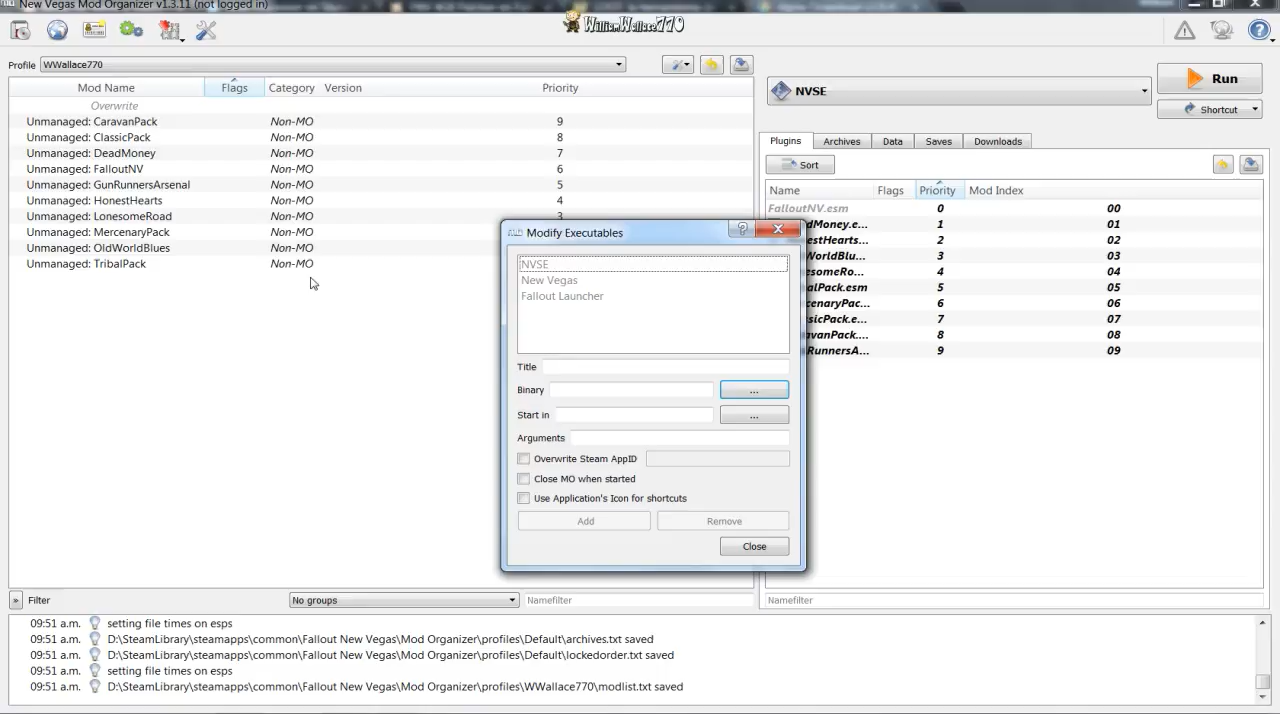 New Vegas Mod Organizer v1.3.11 (not logged in)
WilliamWallace770
Profile WWallace770
Mod Name Flags Category Version Priority
Overwrite
Unmanaged: CaravanPack Non-MO 9
Unmanaged: ClassicPack Non-MO 8
Unmanaged: DeadMoney Non-MO 7
Unmanaged: FalloutNV Non-MO 6
Unmanaged: GunRunnersArsenal Non-MO 5
Unmanaged: HonestHearts Non-MO 4
Unmanaged: LonesomeRoad Non-MO 3
Unmanaged: MercenaryPack Non-MO
Unmanaged: OldWorldBlues Non-MO
Unmanaged: TribalPack Non-MO
» Filter No groups Namefilter
NVSE
Run
Shortcut
Plugins Archives Data Saves Downloads
Sort
Name Flags Priority Mod Index
FalloutNV.esm 0 00
dMoney.e... 1 01
estHearts... 2 02
WorldBlu... 3 03
esomeRo... 4 04
alPack.esm 5 05
cenaryPac... 6 06
sicPack.e... 7 07
avanPack.... 8 08
RunnersA... 9 09
Namefilter
Modify Executables
NVSE
New Vegas
Fallout Launcher
Title
Binary ...
Start in ...
Arguments
Overwrite Steam AppID
Close MO when started
Use Application's Icon for shortcuts
Add Remove
Close
09:51 a.m. setting file times on esps
09:51 a.m. D:\SteamLibrary\steamapps\common\Fallout New Vegas\Mod Organizer\profiles\Default\archives.txt saved
09:51 a.m. D:\SteamLibrary\steamapps\common\Fallout New Vegas\Mod Organizer\profiles\Default\lockedorder.txt saved
09:51 a.m. setting file times on esps
09:51 a.m. D:\SteamLibrary\steamapps\common\Fallout New Vegas\Mod Organizer\profiles\WWallace770\modlist.txt saved